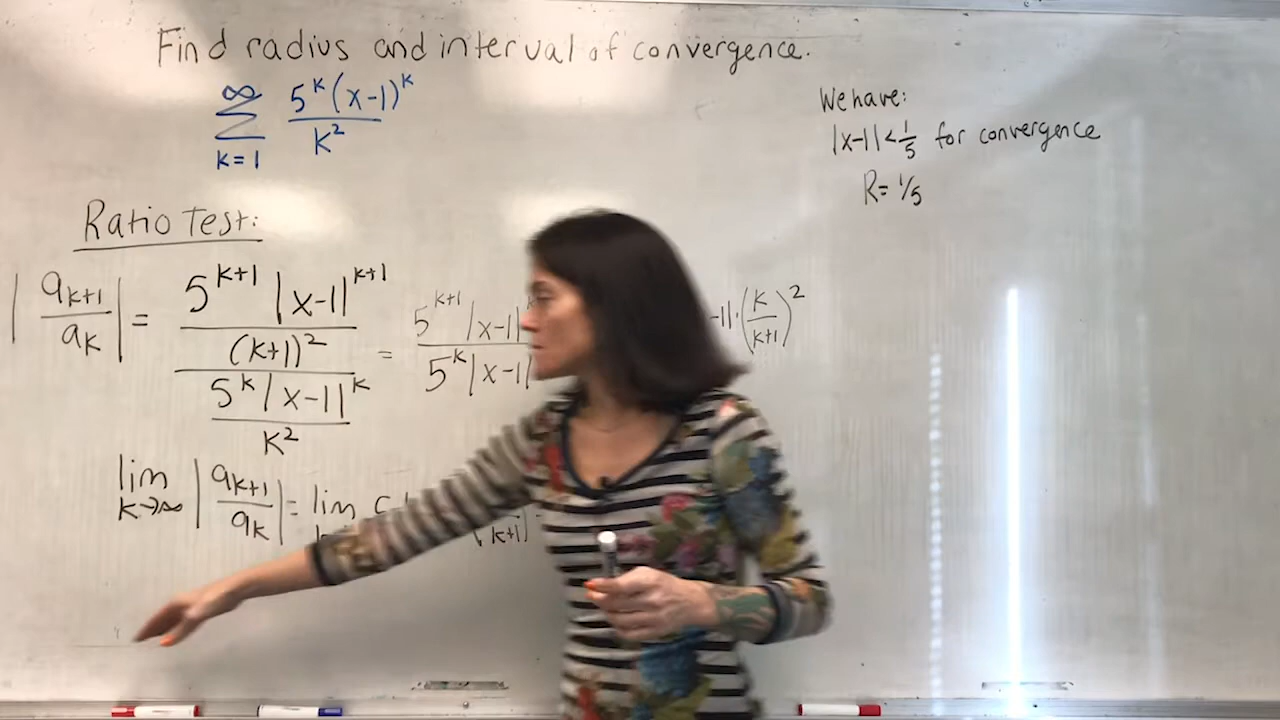 Find radius and interval of convergence.
∞
∑ 5^k (x-1)^k / k^2
k=1
We have:
|x-1| < 1/5 for convergence
R = 1/5
Ratio Test:
|a_{k+1} / a_k| = (5^{k+1} |x-1|^{k+1} / (k+1)^2) / (5^k |x-1|^k / k^2) = 5^{k+1} |x-1| / 5^k |x-1|
-1| · (k/(k+1))^2
lim k→∞ |a_{k+1} / a_k| = lim
(k+1)